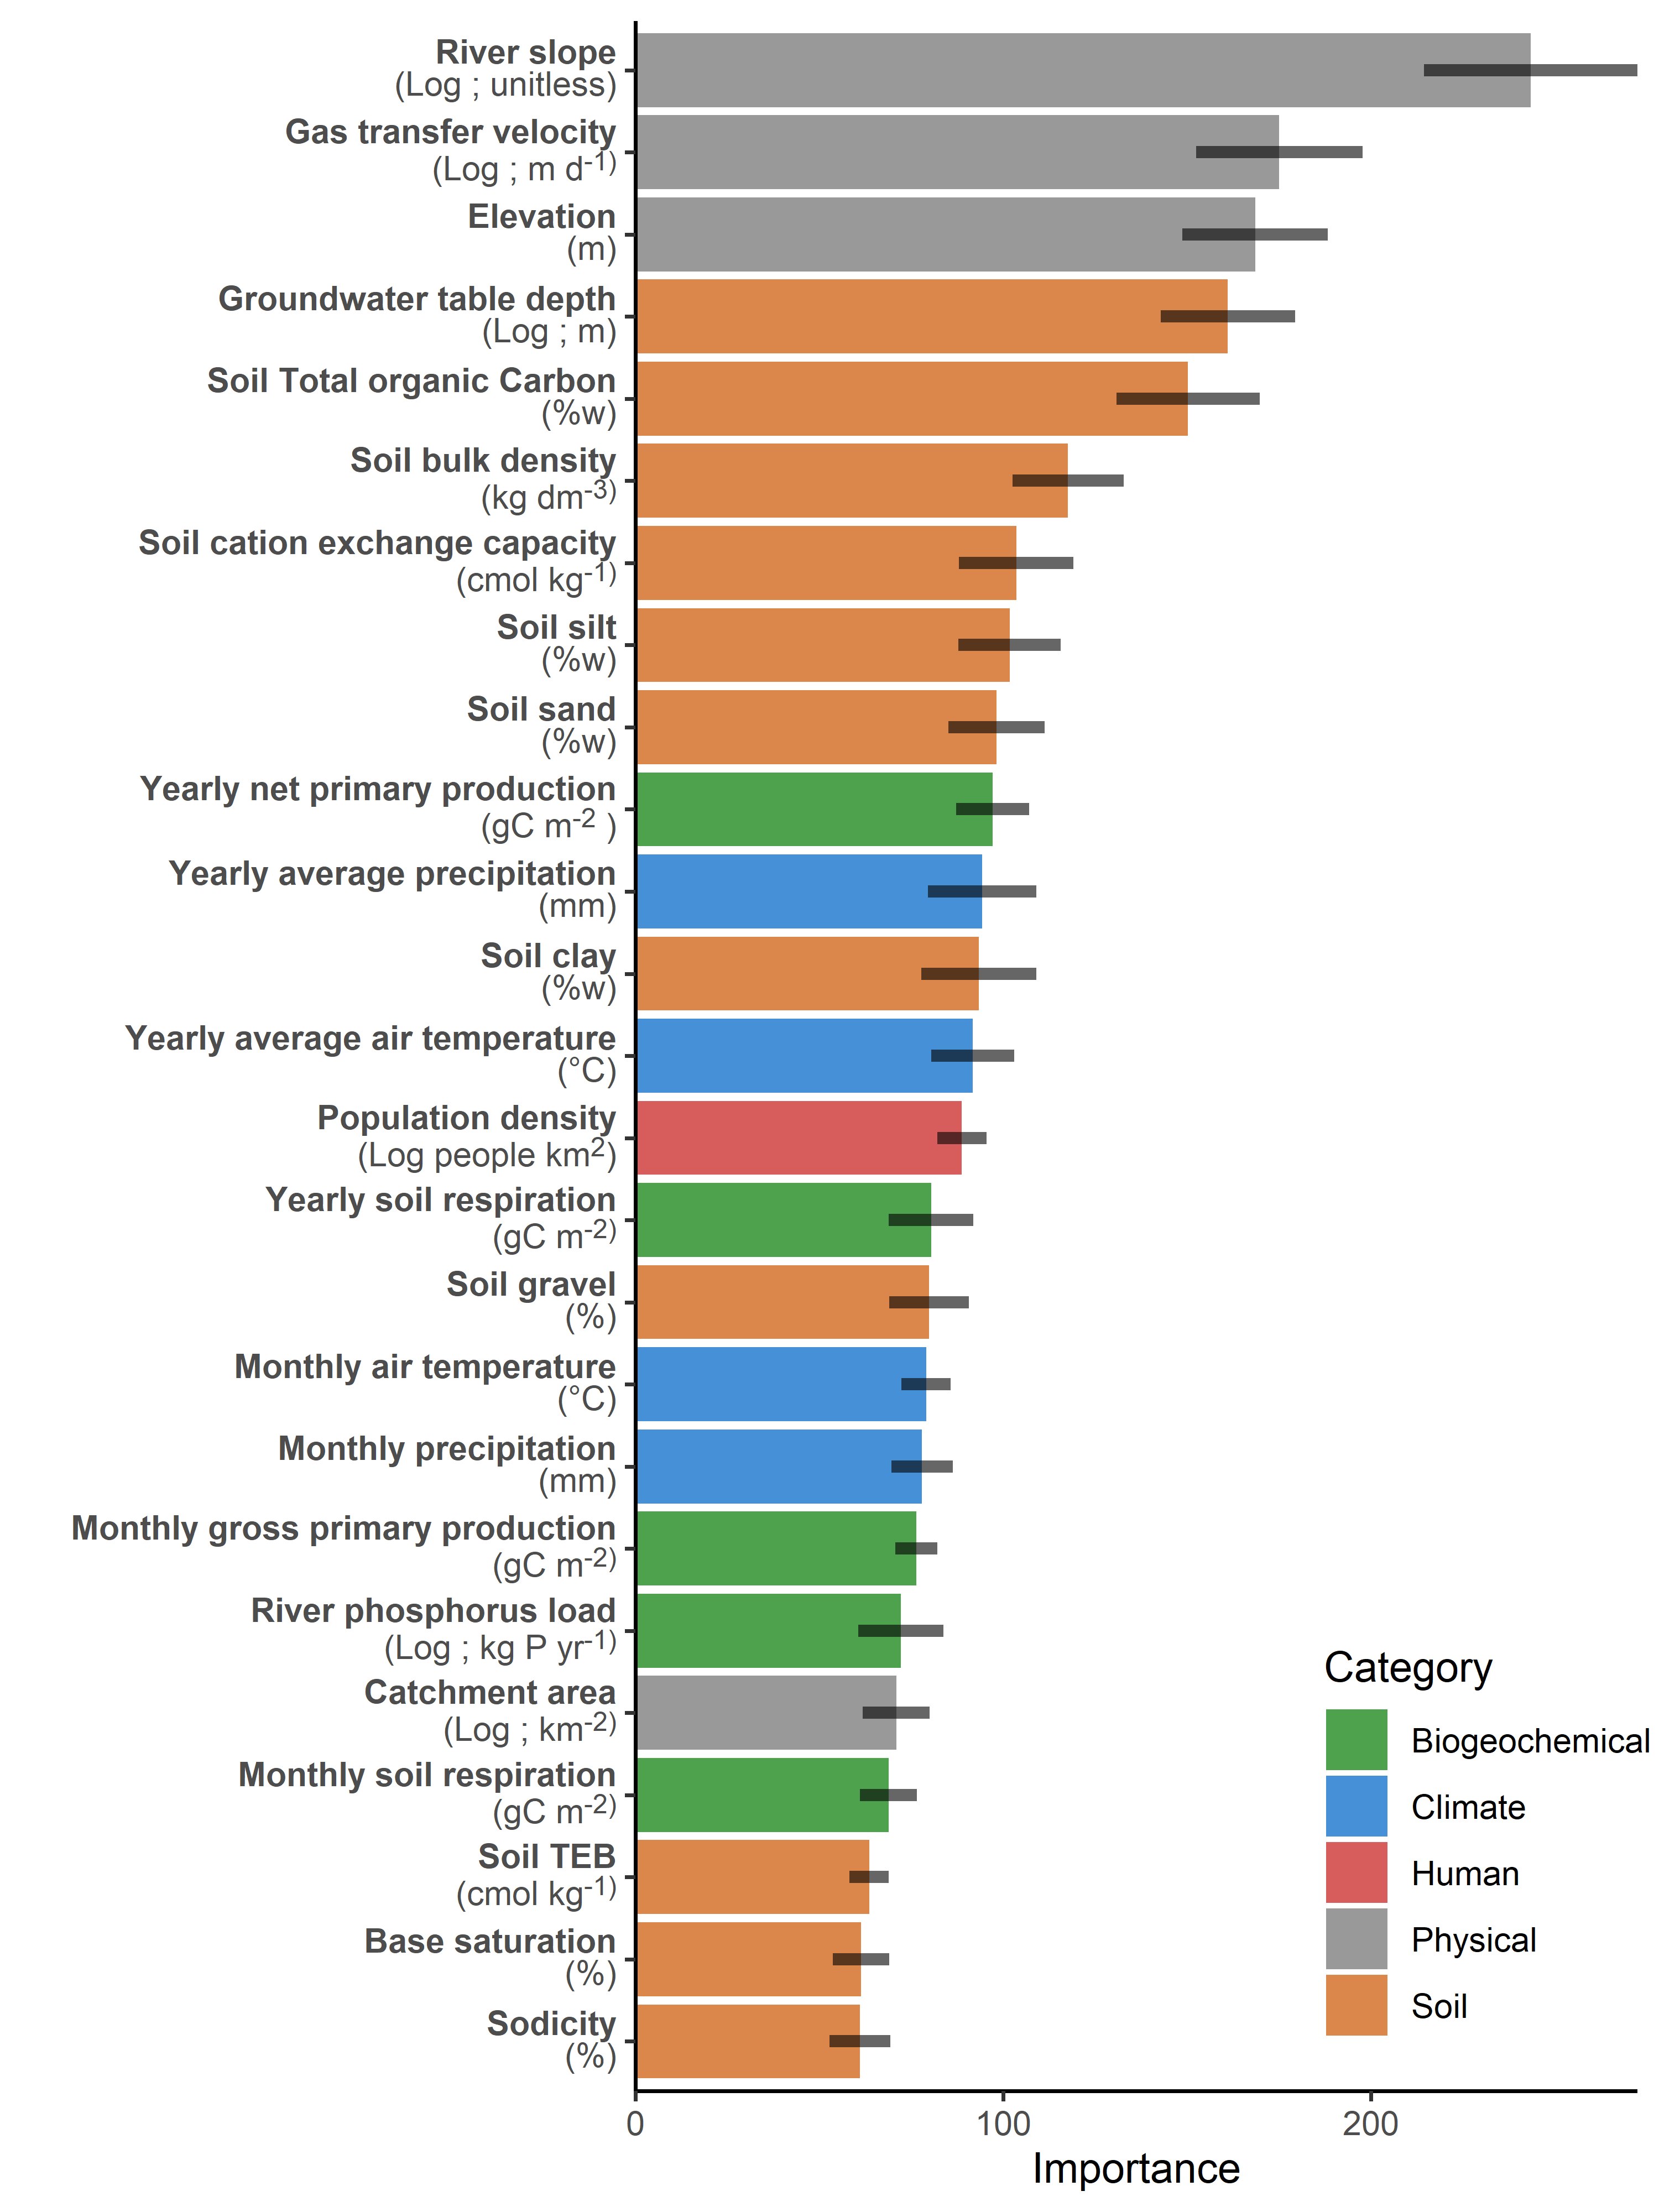 River slope
(Log ; unitless)
Gas transfer velocity
(Log ; m d⁻¹)
Elevation
(m)
Groundwater table depth
(Log ; m)
Soil Total organic Carbon
(%w)
Soil bulk density
(kg dm⁻³)
Soil cation exchange capacity
(cmol kg⁻¹)
Soil silt
(%w)
Soil sand
(%w)
Yearly net primary production
(gC m⁻² )
Yearly average precipitation
(mm)
Soil clay
(%w)
Yearly average air temperature
(°C)
Population density
(Log people km²)
Yearly soil respiration
(gC m⁻²)
Soil gravel
(%)
Monthly air temperature
(°C)
Monthly precipitation
(mm)
Monthly gross primary production
(gC m⁻²)
River phosphorus load
(Log ; kg P yr⁻¹)
Catchment area
(Log ; km⁻²)
Monthly soil respiration
(gC m⁻²)
Soil TEB
(cmol kg⁻¹)
Base saturation
(%)
Sodicity
(%)
0 100 200
Importance
Category
Biogeochemical
Climate
Human
Physical
Soil